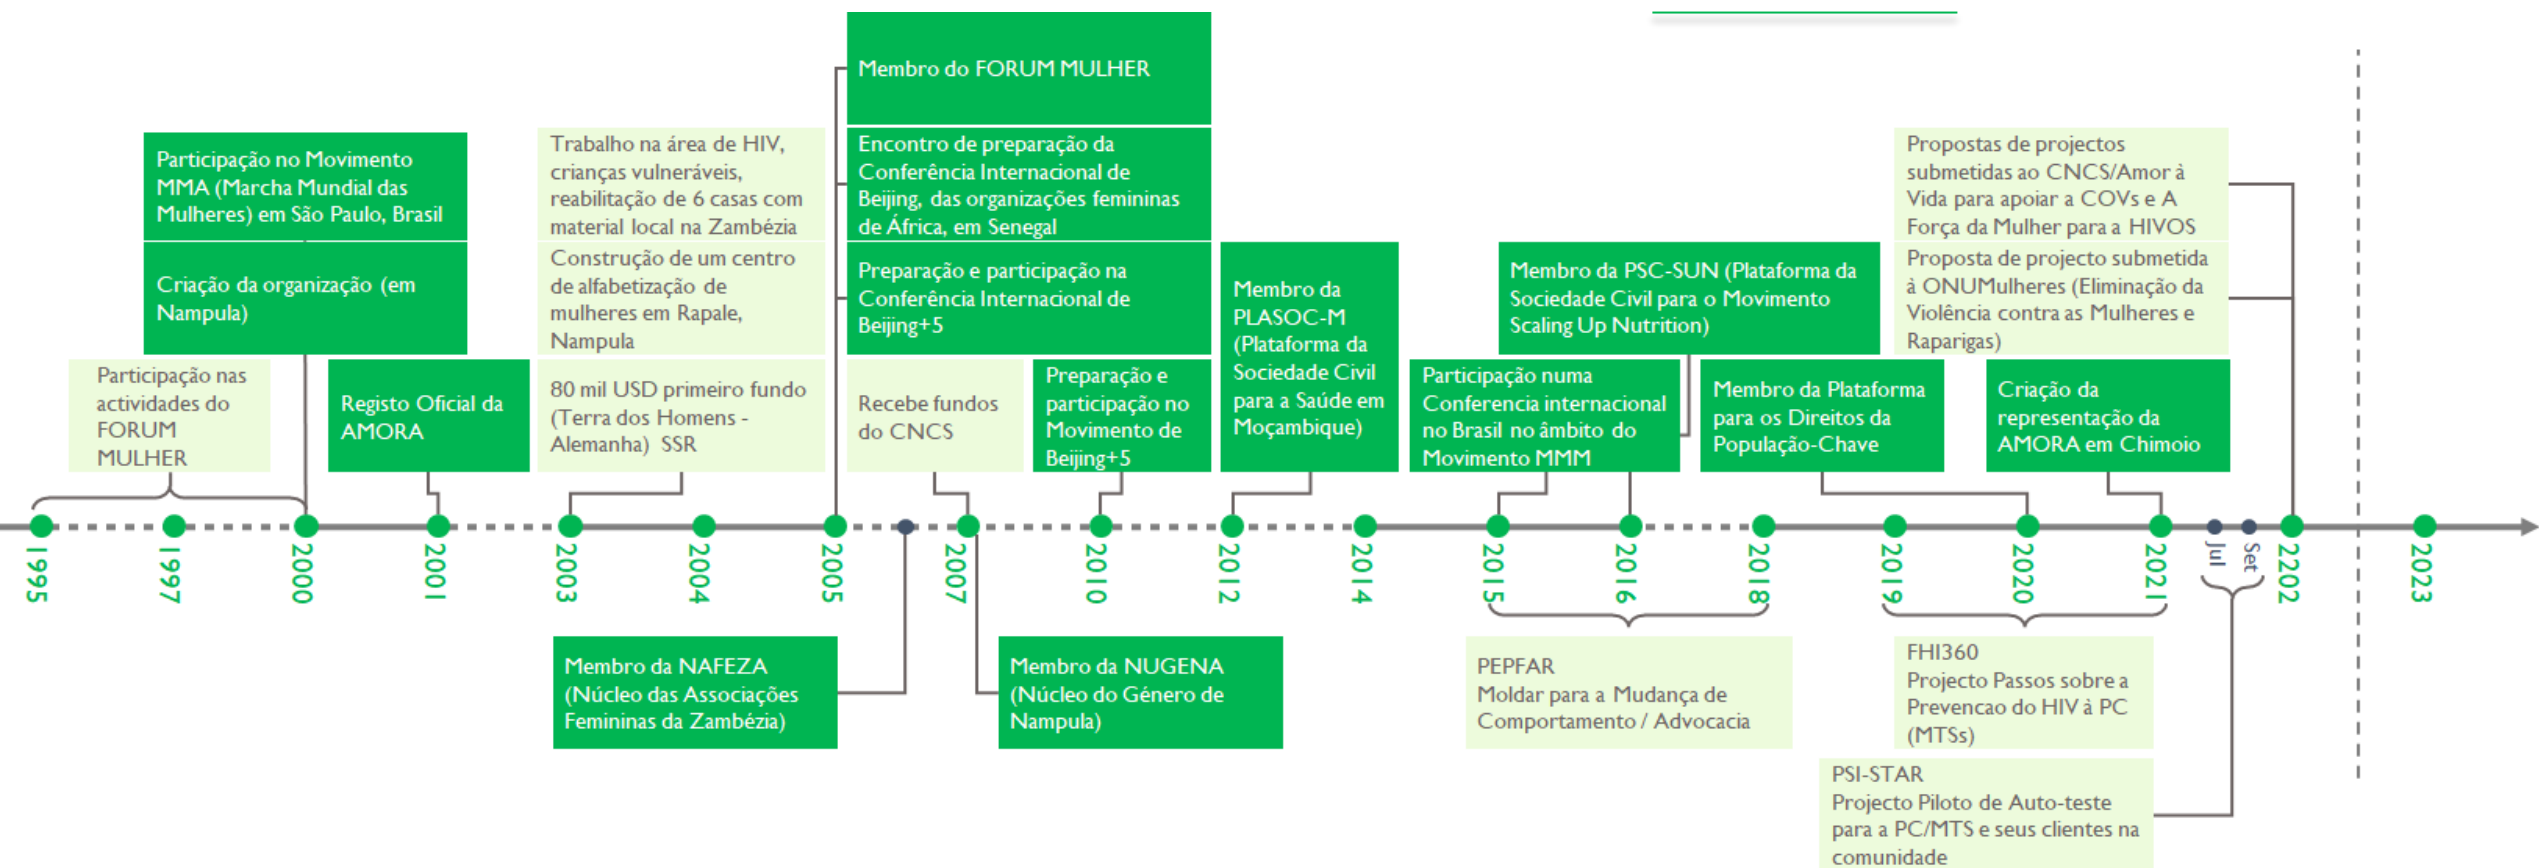 Membro do FORUM MULHER
Participação no Movimento
MMA (Marcha Mundial das
Mulheres) em São Paulo, Brasil
Trabalho na área de HIV,
crianças vulneráveis,
reabilitação de 6 casas com
material local na Zambézia
Encontro de preparação da
Conferência Internacional de
Beijing, das organizações femininas
de África, em Senegal
Propostas de projectos
submetidas ao CNCS/Amor à
Vida para apoiar a COVs e A
Força da Mulher para a HIVOS
Criação da organização (em
Nampula)
Construção de um centro
de alfabetização de
mulheres em Rapale,
Nampula
Preparação e participação na
Conferência Internacional de
Beijing+5
Membro da
PLASOC-M
(Plataforma da
Sociedade Civil
para a Saúde em
Moçambique)
Membro da PSC-SUN (Plataforma da
Sociedade Civil para o Movimento
Scaling Up Nutrition)
Proposta de projecto submetida
à ONUMulheres (Eliminação da
Violência contra as Mulheres e
Raparigas)
Participação nas
actividades do
FORUM
MULHER
Registo Oficial da
AMORA
80 mil USD primeiro fundo
(Terra dos Homens -
Alemanha) SSR
Recebe fundos
do CNCS
Preparação e
participação no
Movimento de
Beijing+5
Participação numa
Conferencia internacional
no Brasil no âmbito do
Movimento MMM
Membro da Plataforma
para os Direitos da
População-Chave
Criação da
representação da
AMORA em Chimoio
1995
1997
2000
2001
2003
2004
2005
2007
2010
2012
2014
2015
2016
2018
2019
2020
2021
Jul
Set
2202
2023
Membro da NAFEZA
(Núcleo das Associações
Femininas da Zambézia)
Membro da NUGENA
(Núcleo do Género de
Nampula)
PEPFAR
Moldar para a Mudança de
Comportamento / Advocacia
FHI360
Projecto Passos sobre a
Prevencao do HIV à PC
(MTSs)
PSI-STAR
Projecto Piloto de Auto-teste
para a PC/MTS e seus clientes na
comunidade